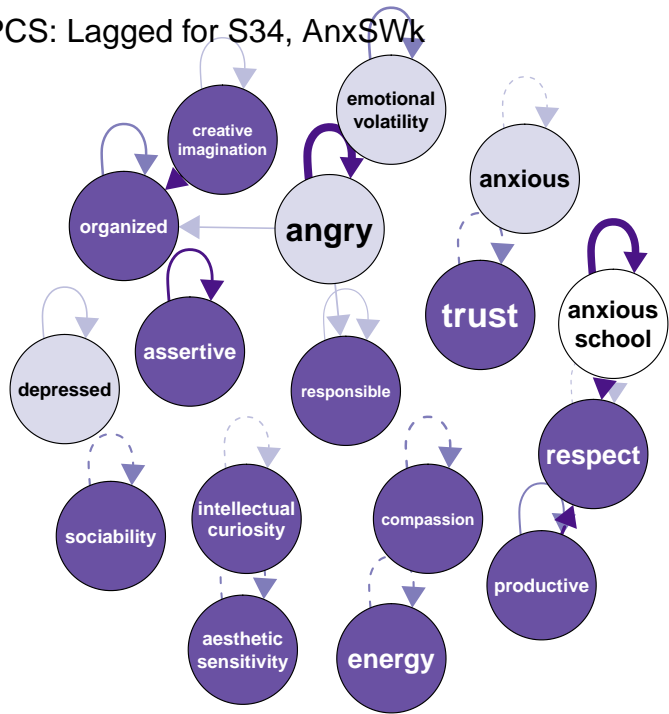 PCS: Lagged for S34, AnxSWk
emotional
volatility
creative
imagination
anxious
organized
angry
trust
anxious
school
assertive
depressed
responsible
respect
intellectual
curiosity
compassion
sociability
productive
aesthetic
sensitivity
energy